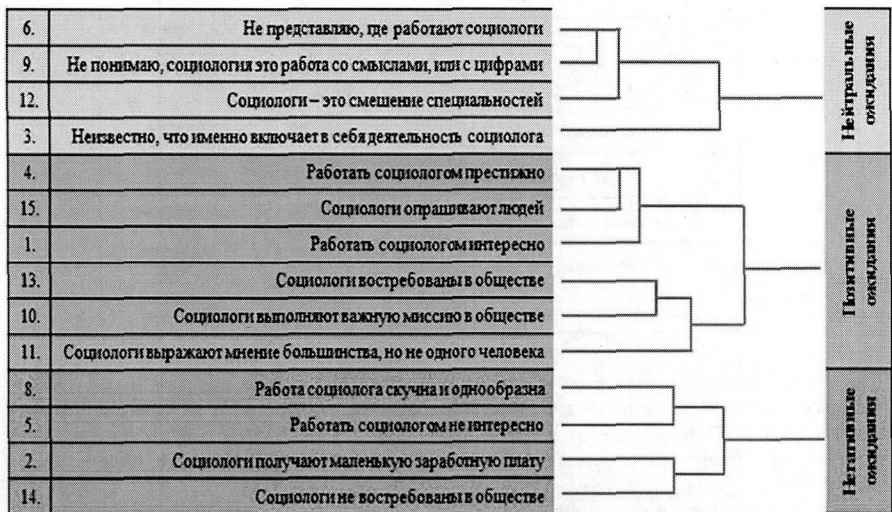 6. Не представляю, где работают социологи
9. Не понимаю, социология это работа со смыслами, или с цифрами
12. Социологи – это смешение специальностей
3. Неизвестно, что именно включает в себя деятельность социолога
Нейтральные
ожидания
4. Работать социологом престижно
15. Социологи опрашивают людей
1. Работать социологом интересно
13. Социологи востребованы в обществе
10. Социологи выполняют важную миссию в обществе
11. Социологи выражают мнение большинства, но не одного человека
Позитивные
ожидания
8. Работа социолога скучна и однообразна
5. Работать социологом не интересно
2. Социологи получают маленькую заработную плату
14. Социологи не востребованы в обществе
Негативные
ожидания